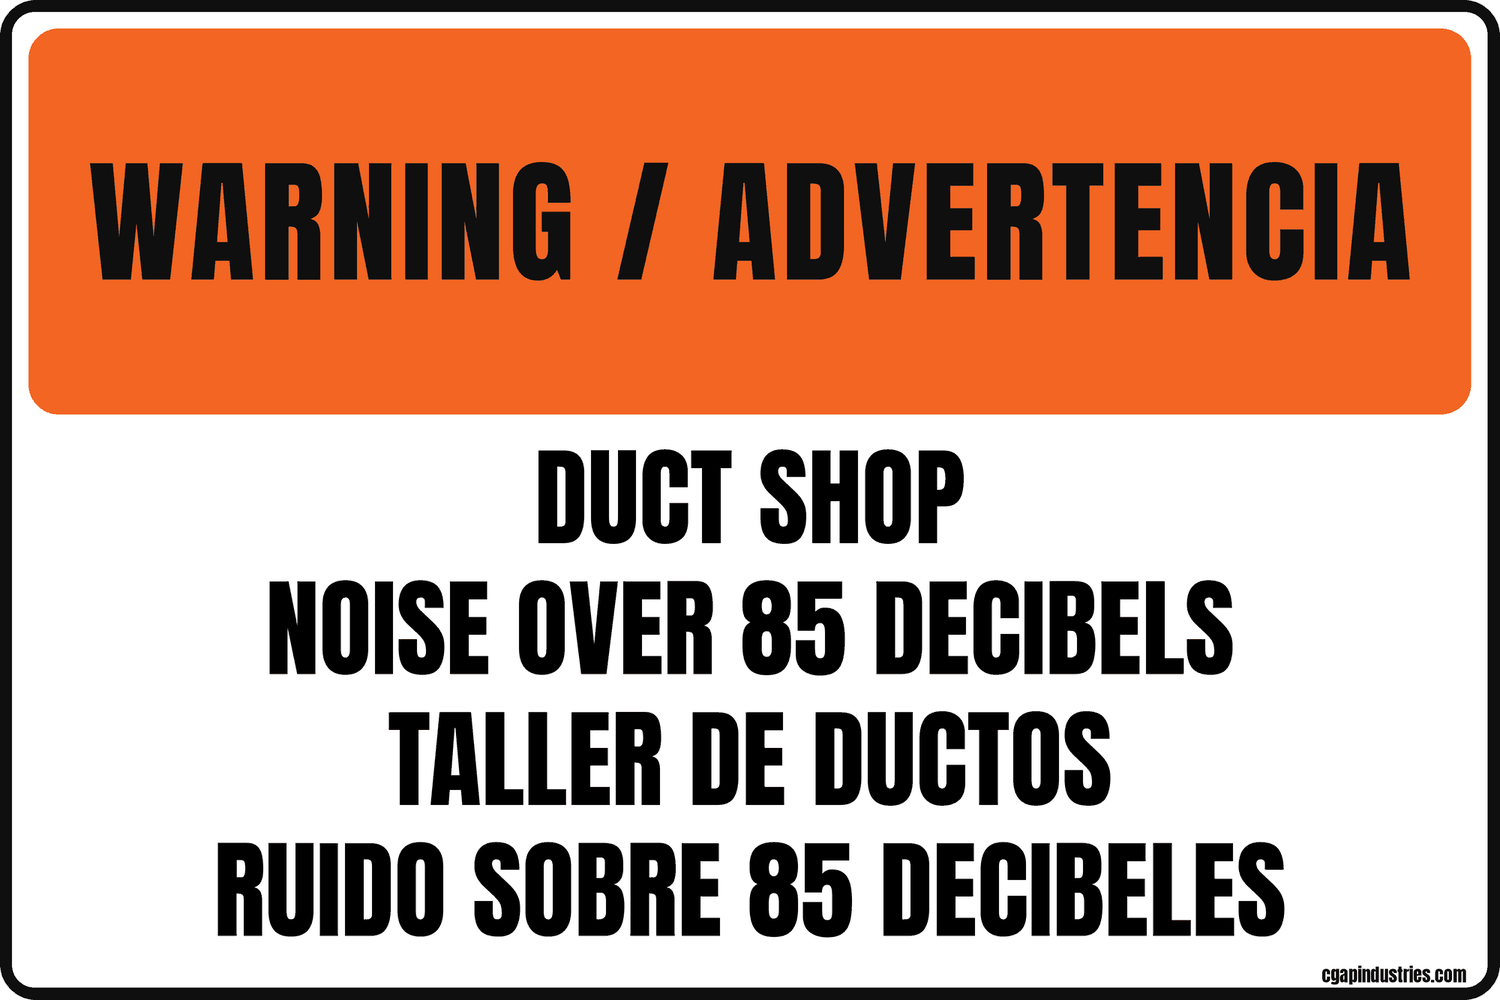 WARNING / ADVERTENCIA
DUCT SHOP
NOISE OVER 85 DECIBELS
TALLER DE DUCTOS
RUIDO SOBRE 85 DECIBELES
cgapindustries.com